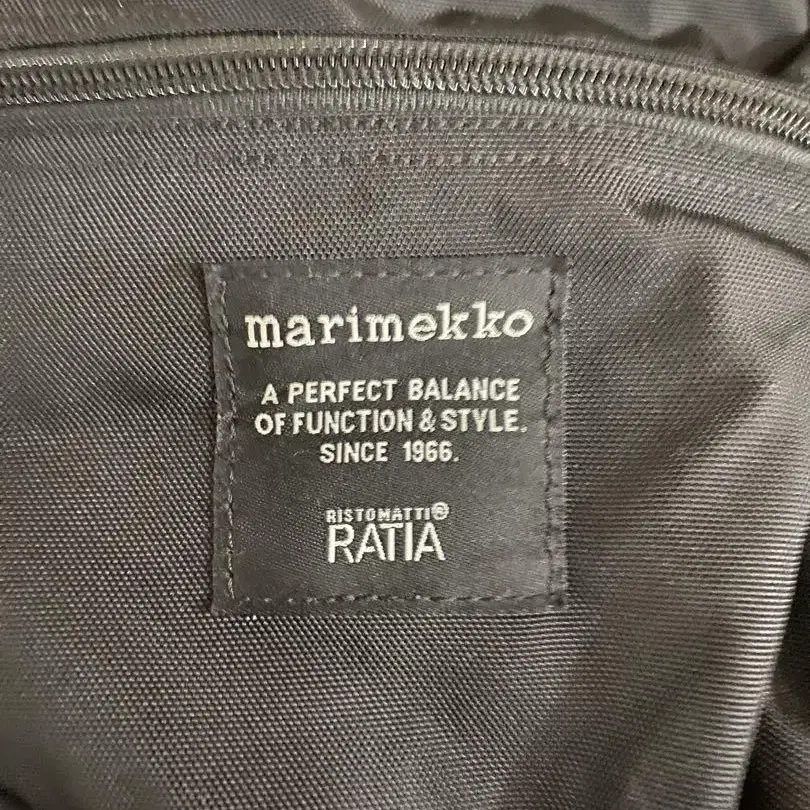 marimekko
A PERFECT BALANCE
OF FUNCTION & STYLE.
SINCE 1966.
RISTOMATTI®
RATIA